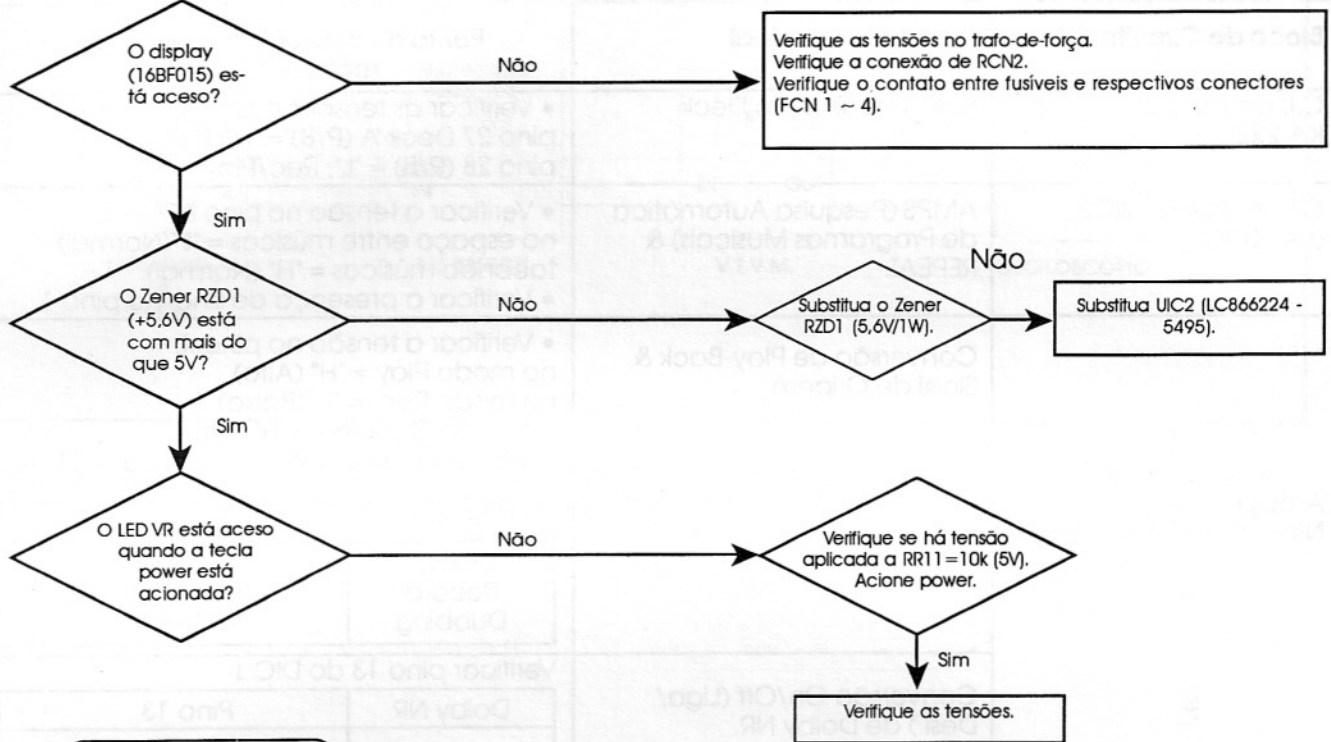 O display
(16BF015) es-
tá aceso?
Não
Verifique as tensões no trafo-de-força.
Verifique a conexão de RCN2.
Verifique o contato entre fusíveis e respectivos conectores
(FCN 1 ~ 4).
Sim
O Zener RZD1
(+5,6V) está
com mais do
que 5V?
Não
Substitua o Zener
RZD1 (5,6V/1W).
Não
Substitua UIC2 (LC866224 -
5495).
Sim
O LED VR está aceso
quando a tecla
power está
acionada?
Não
Verifique se há tensão
aplicada a RR11=10k (5V).
Acione power.
Sim
Verifique as tensões.